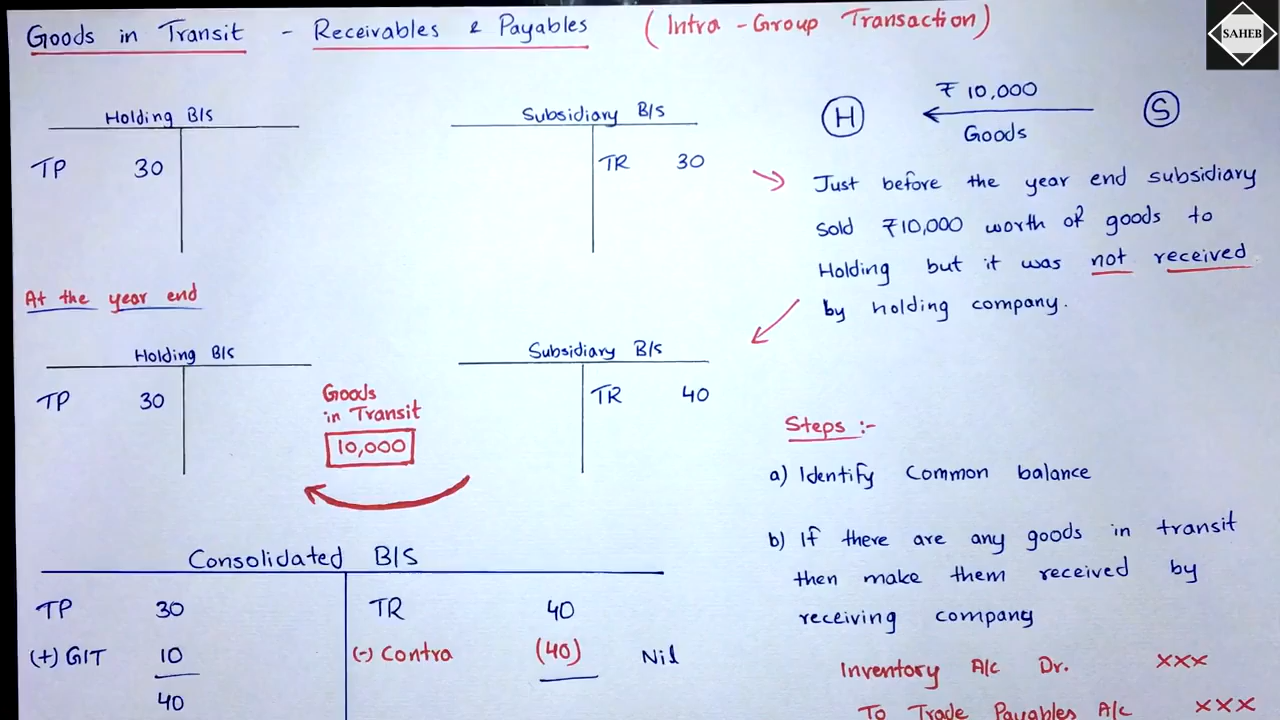 Goods in Transit - Receivables & Payables (Intra-Group Transaction)
SAHEB
Holding B/S
TP 30
Subsidiary B/S
TR 30
₹ 10,000
H
S
Goods
Just before the year end subsidiary
sold ₹10,000 worth of goods to
Holding but it was not received
by holding company.
At the year end
Holding B/S
TP 30
Goods
in Transit
10,000
Subsidiary B/S
TR 40
Steps :-
a) Identify Common balance
b) If there are any goods in transit
then make them received by
receiving company
Inventory A/c Dr. xxx
To Trade Payables A/c xxx
Consolidated B/S
TP 30
TR 40
(+) GIT 10
(-) Contra (40) Nil
40